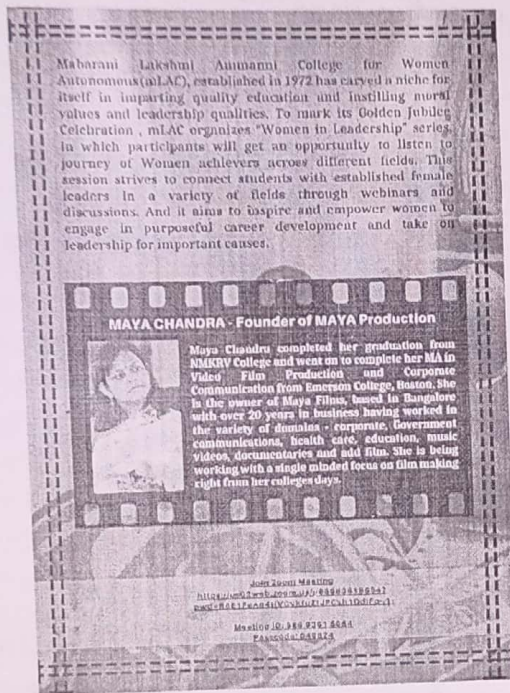 Maharani Lakshmi Ammanni College for Women
Autonomous(mLAC), established in 1972 has carved a niche for
itself in imparting quality education and instilling moral
values and leadership qualities. To mark its Golden Jubilee
Celebration , mLAC organizes "Women in Leadership" series,
in which participants will get an opportunity to listen to
journey of Women achievers across different fields. This
session strives to connect students with established female
leaders in a variety of fields through webinars and
discussions. And it aims to inspire and empower women to
engage in purposeful career development and take on
leadership for important causes.
MAYA CHANDRA - Founder of MAYA Production
Maya Chandra completed her graduation from
NMKRV College and went on to complete her MA in
Video Film Production and Corporate
Communication from Emerson College, Boston. She
is the owner of Maya Films, based in Bangalore
with over 20 years in business having worked in
the variety of domains - corporate, Government
communications, health care, education, music
videos, documentaries and add film. She is being
working with a single minded focus on film making
right from her colleges days.
Join Zoom Meeting
Meeting ID:
Passcode: